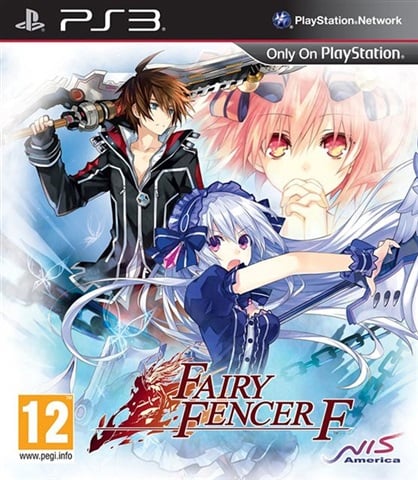 PS3
PlayStation®Network
Only On PlayStation®
FAIRY
FENCER F
12
www.pegi.info
NIS
America